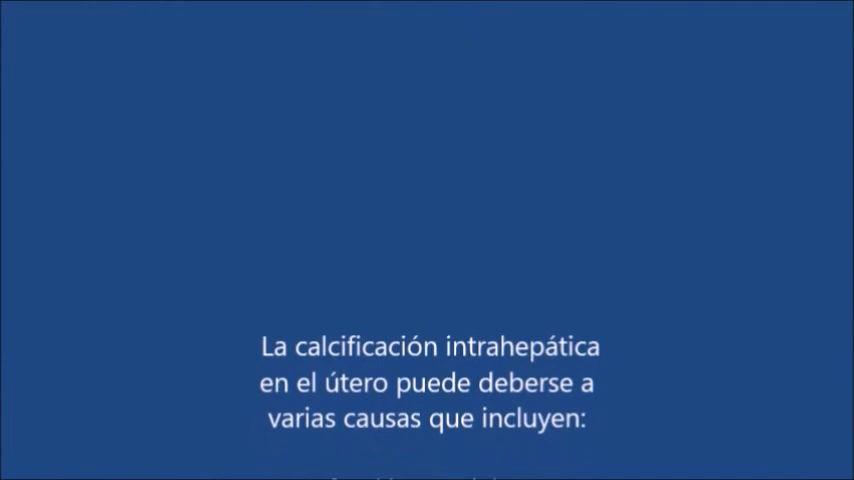 La calcificación intrahepática
en el útero puede deberse a
varias causas que incluyen: